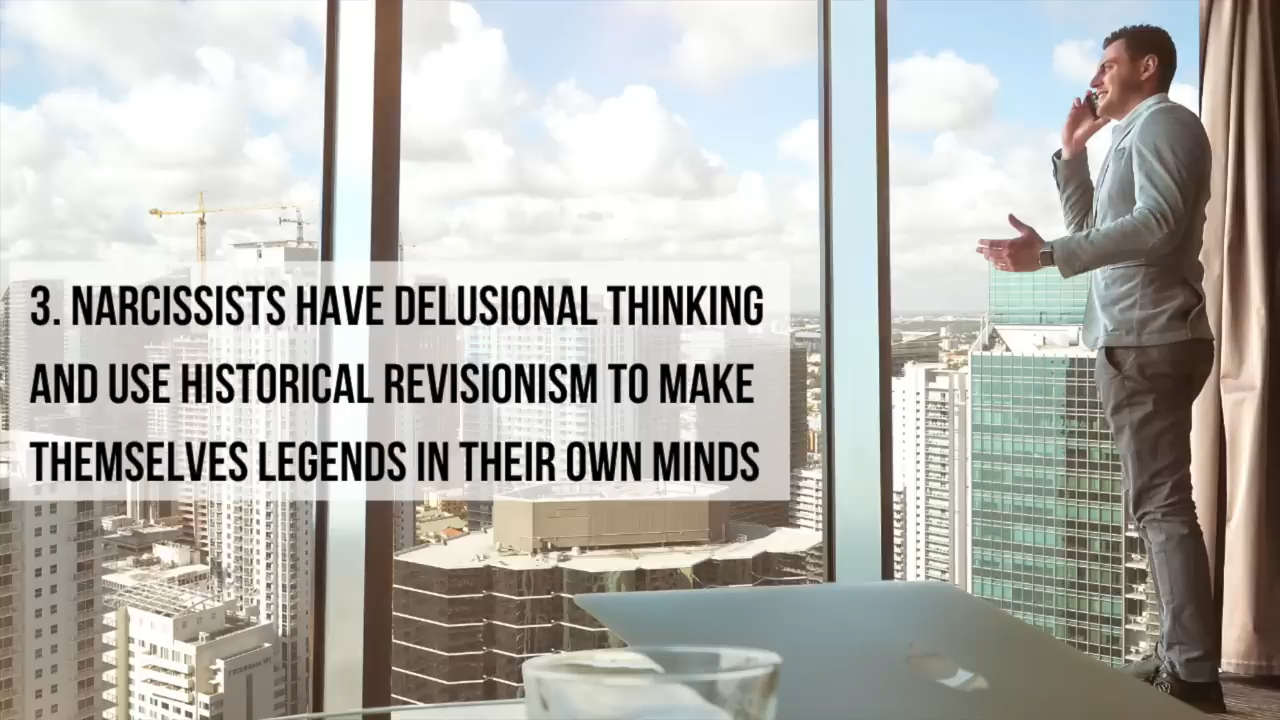 3. NARCISSISTS HAVE DELUSIONAL THINKING
AND USE HISTORICAL REVISIONISM TO MAKE
THEMSELVES LEGENDS IN THEIR OWN MINDS